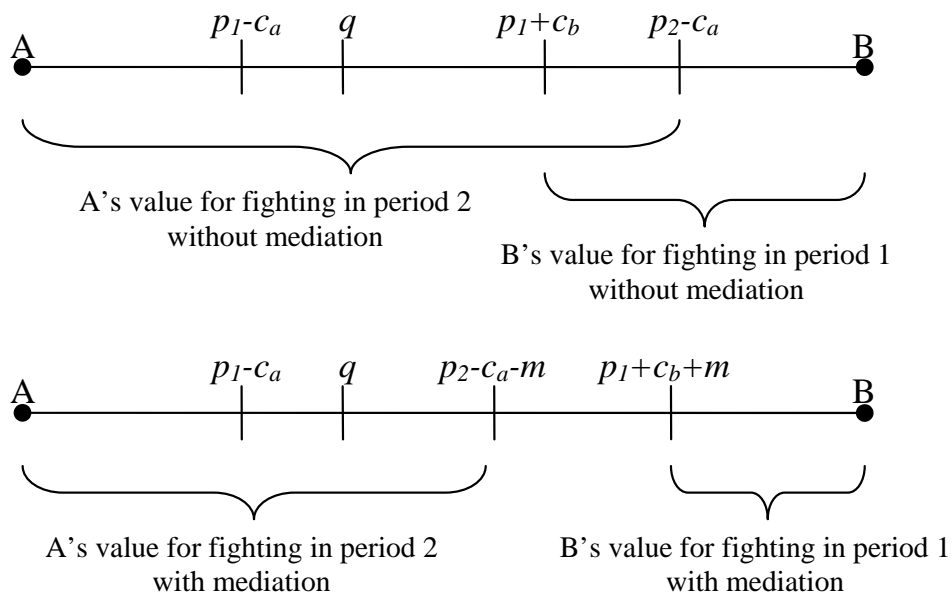 p₁-cₐ q p₁+c_b p₂-cₐ
A B
A’s value for fighting in period 2
without mediation
B’s value for fighting in period 1
without mediation
p₁-cₐ q p₂-cₐ-m p₁+c_b+m
A B
A’s value for fighting in period 2
with mediation
B’s value for fighting in period 1
with mediation